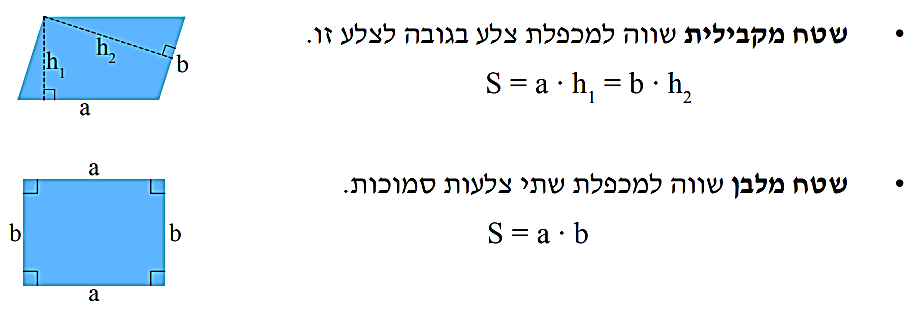 • שטח מקבילית שווה למכפלת צלע בגובה לצלע זו.
S = a · h₁ = b · h₂
h₁
h₂
b
a
• שטח מלבן שווה למכפלת שתי צלעות סמוכות.
S = a · b
a
b
b
a